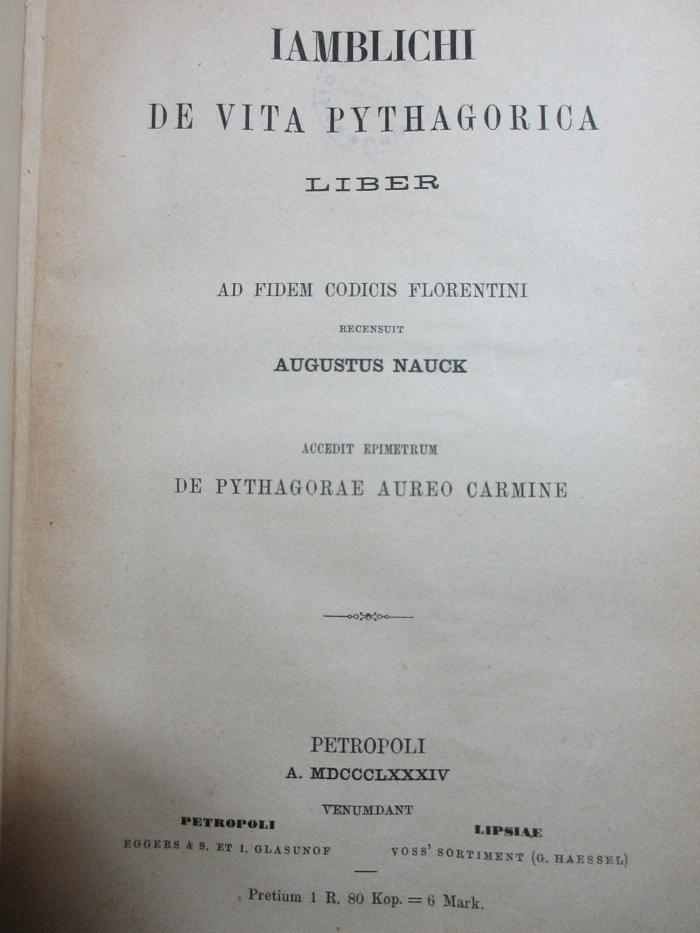 IAMBLICHI
DE VITA PYTHAGORICA
LIBER
AD FIDEM CODICIS FLORENTINI
RECENSUIT
AUGUSTUS NAUCK
ACCEDIT EPIMETRUM
DE PYTHAGORAE AUREO CARMINE
PETROPOLI
A. MDCCCLXXXIV
VENUMDANT
PETROPOLI
EGGERS & S. ET I. GLASUNOF
LIPSIAE
VOSS' SORTIMENT (G. HAESSEL)
Pretium 1 R. 80 Kop. = 6 Mark.